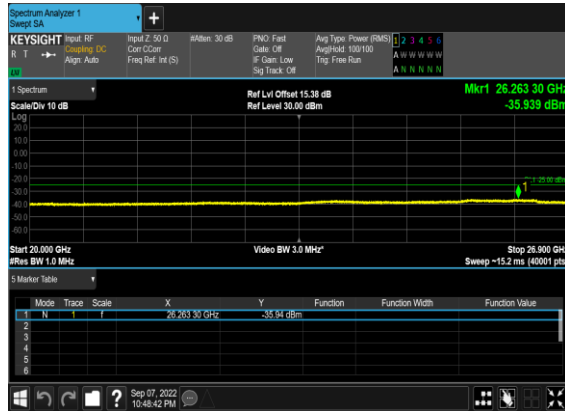 Spectrum Analyzer 1
Swept SA
+
KEYSIGHT Input: RF Input Z: 50 Ω #Atten: 30 dB PNO: Fast Avg Type: Power (RMS) 1 2 3 4 5 6
R T Coupling: DC Corr CCorr Gate: Off Avg|Hold: 100/100 A W W W W W
Align: Auto Freq Ref: Int (S) IF Gain: Low Trig: Free Run
Sig Track: Off A N N N N N
1 Spectrum Ref Lvl Offset 15.38 dB Mkr1 26.263 30 GHz
Scale/Div 10 dB Ref Level 30.00 dBm -35.939 dBm
Log
20.0
10.0
0.00
-10.0
-20.0
-25.00 dBm
1
-30.0
-40.0
-50.0
-60.0
Start 20.000 GHz Video BW 3.0 MHz* Stop 26.900 GHz
#Res BW 1.0 MHz Sweep ~15.2 ms (40001 pts)
5 Marker Table
Mode Trace Scale X Y Function Function Width Function Value
1 N 1 f 26.263 30 GHz -35.94 dBm
2
3
4
5
6
? Sep 07, 2022
10:48:42 PM